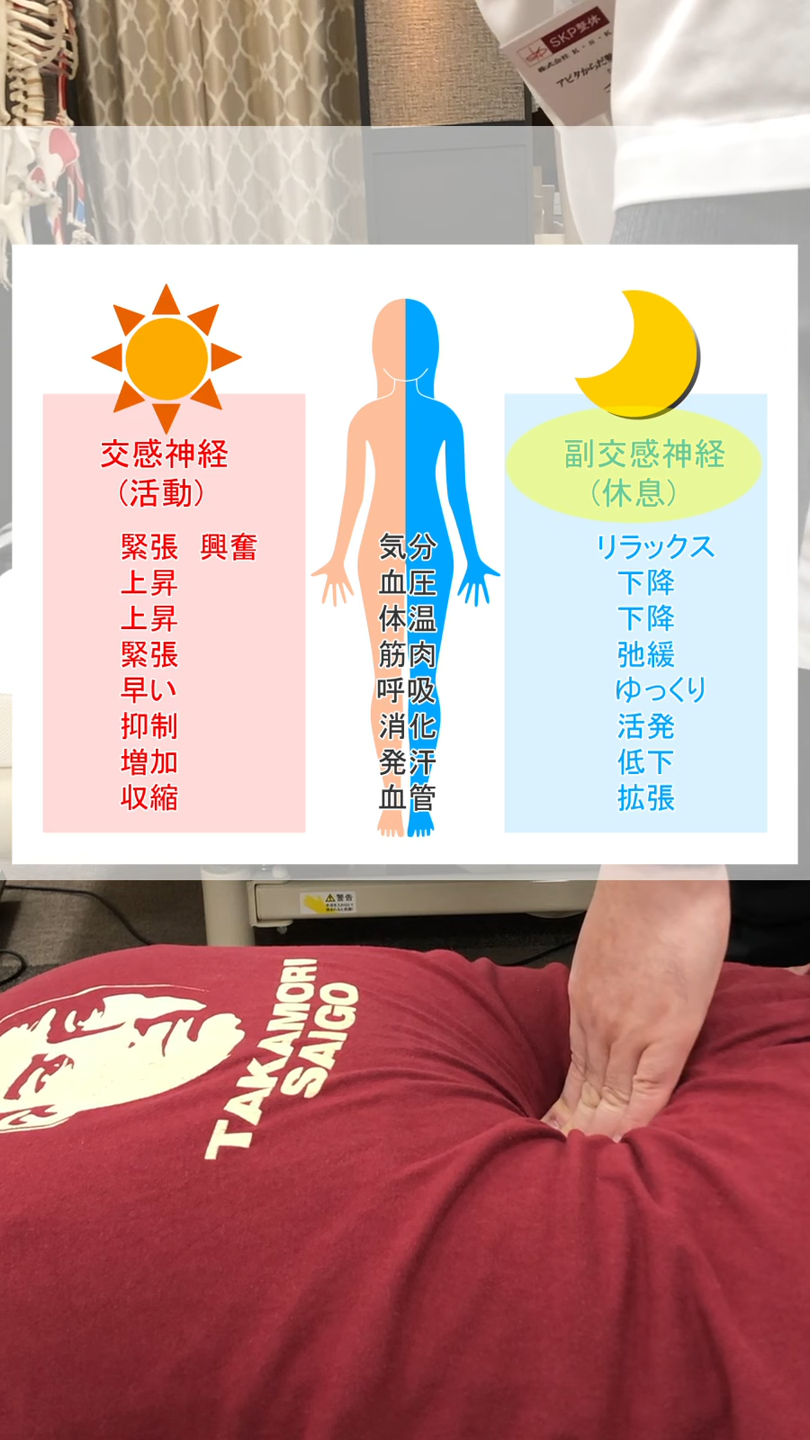 SKP整体
交感神経
(活動)
緊張 興奮
上昇
上昇
緊張
早い
抑制
増加
収縮
気分
血圧
体温
筋肉
呼吸
消化
発汗
血管
副交感神経
(休息)
リラックス
下降
下降
弛緩
ゆっくり
活発
低下
拡張
警告
TAKAMORI
SAIGO